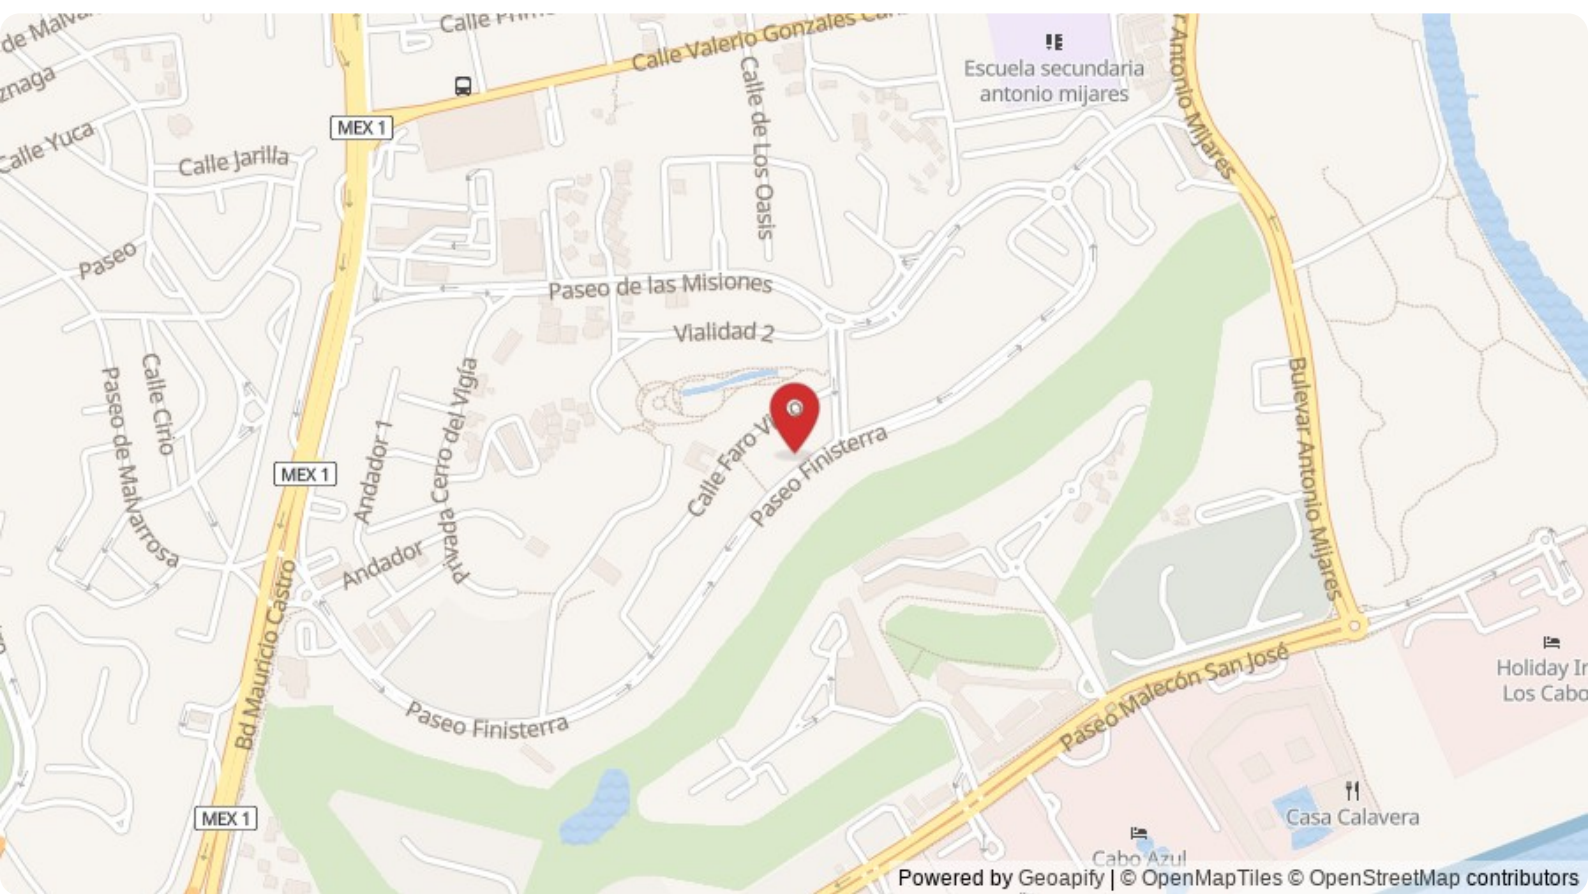 Calle
de
Calle Valerio Gonzales
Antonio Mijares
Escuela secundaria
antonio mijares
MEX 1
Calle Yuca
Calle Jarilla
Calle de Los Oasis
Paseo
Paseo de las Misiones
Vialidad 2
Calle Cirio
Paseo de Malvarrosa
Privada Cerro del Vigía
Andador 1
Calle Faro
Paseo Finisterra
Bulevar Antonio Mijares
MEX 1
Andador
Bd Mauricio Castro
Paseo Finisterra
Paseo Malecón San José
Holiday
Los
MEX 1
Casa Calavera
Cabo Azul
Powered by Geoapify | © OpenMapTiles © OpenStreetMap contributors